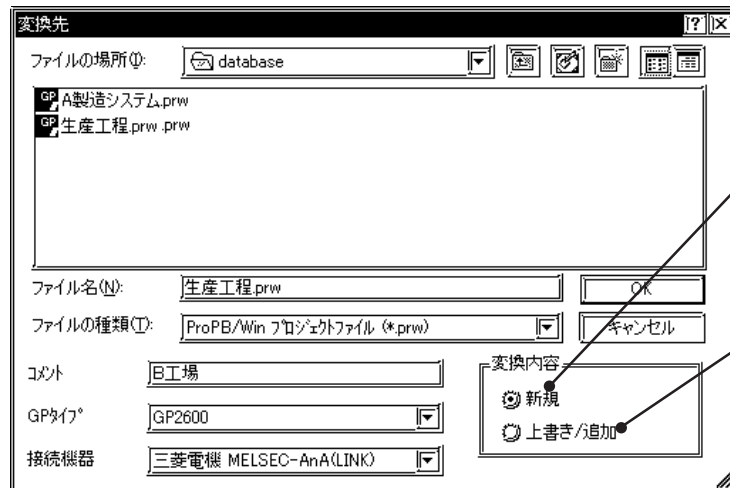 変換先
ファイルの場所(I):
database
A製造システム.prw
生産工程.prw .prw
ファイル名(N):
生産工程.prw
OK
ファイルの種類(T):
ProPB/Win プロジェクトファイル (*.prw)
キャンセル
コメント
B工場
変換内容
新規
GPタイプ
GP2600
上書き/追加
接続機器
三菱電機 MELSEC-AnA(LINK)